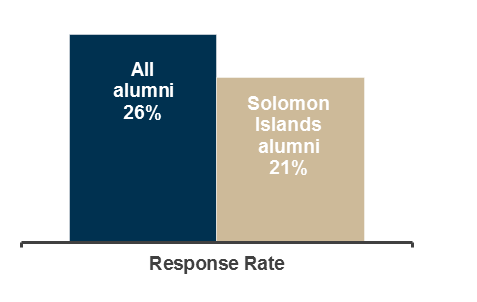 All
alumni
26%
Solomon
Islands
alumni
21%
Response Rate